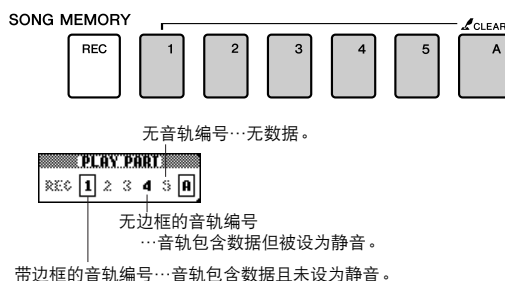 SONG MEMORY
CLEAR
REC 1 2 3 4 5 A
无音轨编号…无数据。
PLAY PART
REC 1 2 3 4 5 A
无边框的音轨编号
…音轨包含数据但被设为静音。
带边框的音轨编号…音轨包含数据且未设为静音。